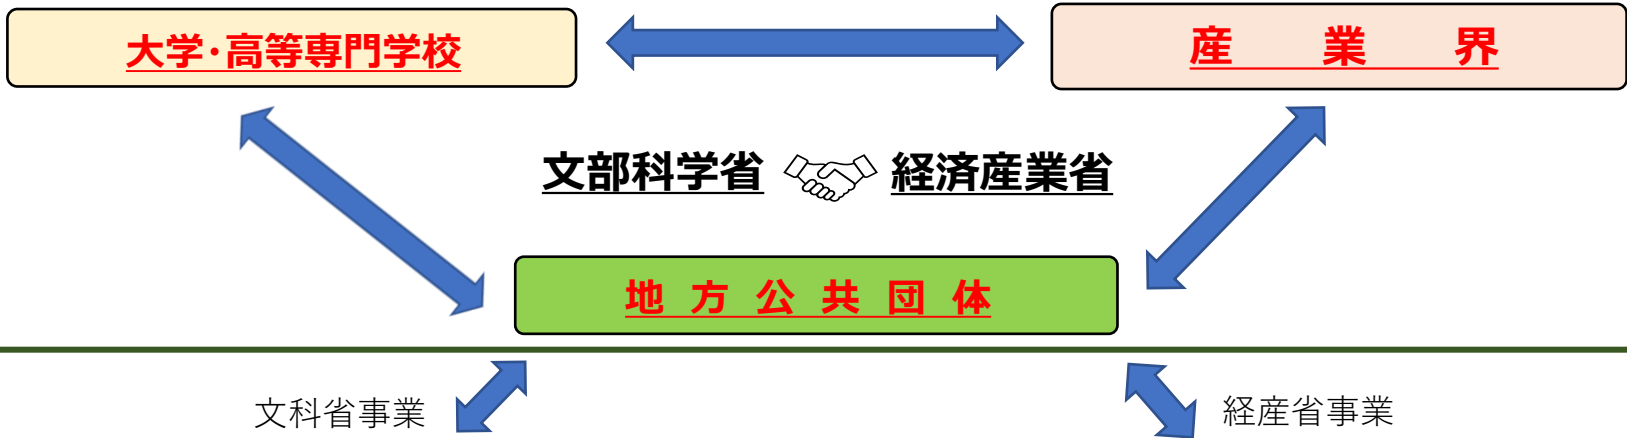 大学・高等専門学校
産業界
文部科学省 経済産業省
地方公共団体
文科省事業
経産省事業